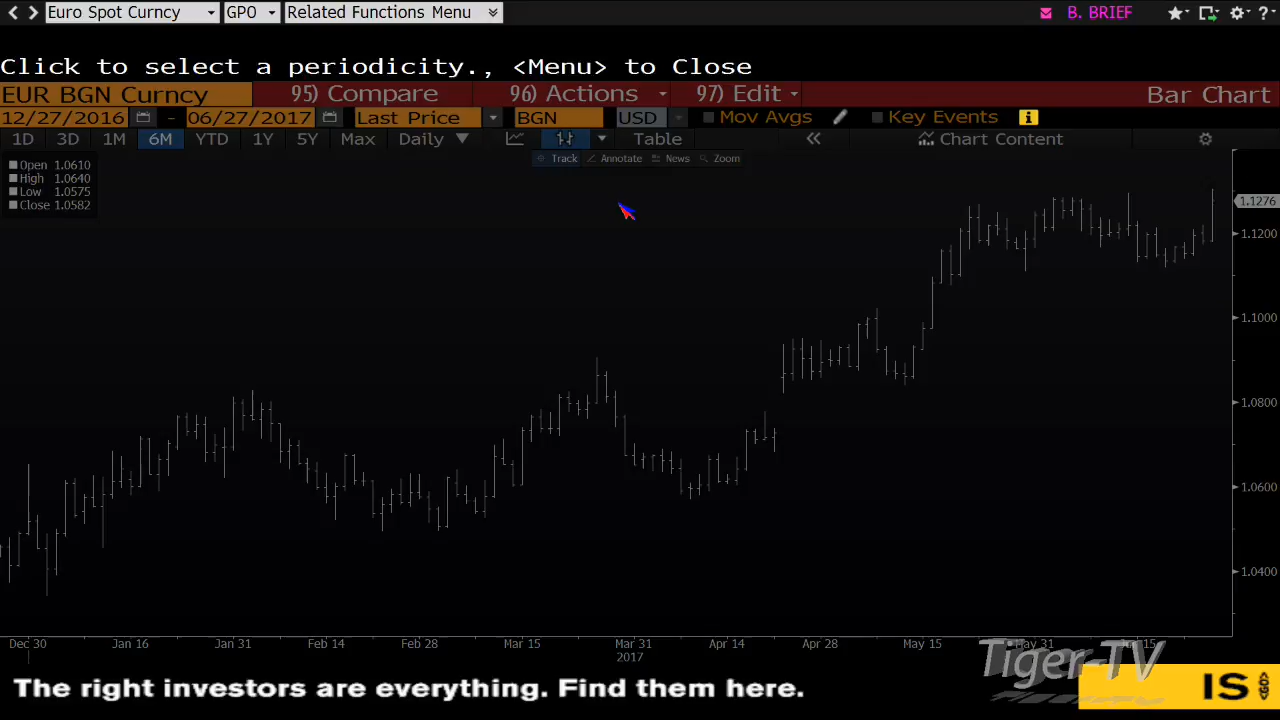 Euro Spot Curncy GPO Related Functions Menu B. BRIEF ?
Click to select a periodicity., <Menu> to Close
EUR BGN Curncy 95) Compare 96) Actions 97) Edit Bar Chart
12/27/2016 - 06/27/2017 Last Price BGN USD Mov Avgs Key Events i
1D 3D 1M 6M YTD 1Y 5Y Max Daily Table « Chart Content
Track Annotate News Zoom
Open 1.0610
High 1.0640
Low 1.0575
Close 1.0582
1.1276
1.1200
1.1000
1.0800
1.0600
1.0400
Dec 30 Jan 16 Jan 31 Feb 14 Feb 28 Mar 15 Mar 31 Apr 14 Apr 28 May 15 May 31 Jun 15
2017
Tiger-TV
The right investors are everything. Find them here.
IS